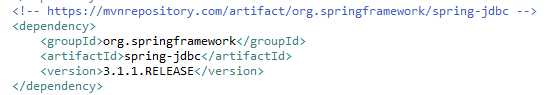 <!-- https://mvnrepository.com/artifact/org.springframework/spring-jdbc -->
<dependency>
    <groupId>org.springframework</groupId>
    <artifactId>spring-jdbc</artifactId>
    <version>3.1.1.RELEASE</version>
</dependency>